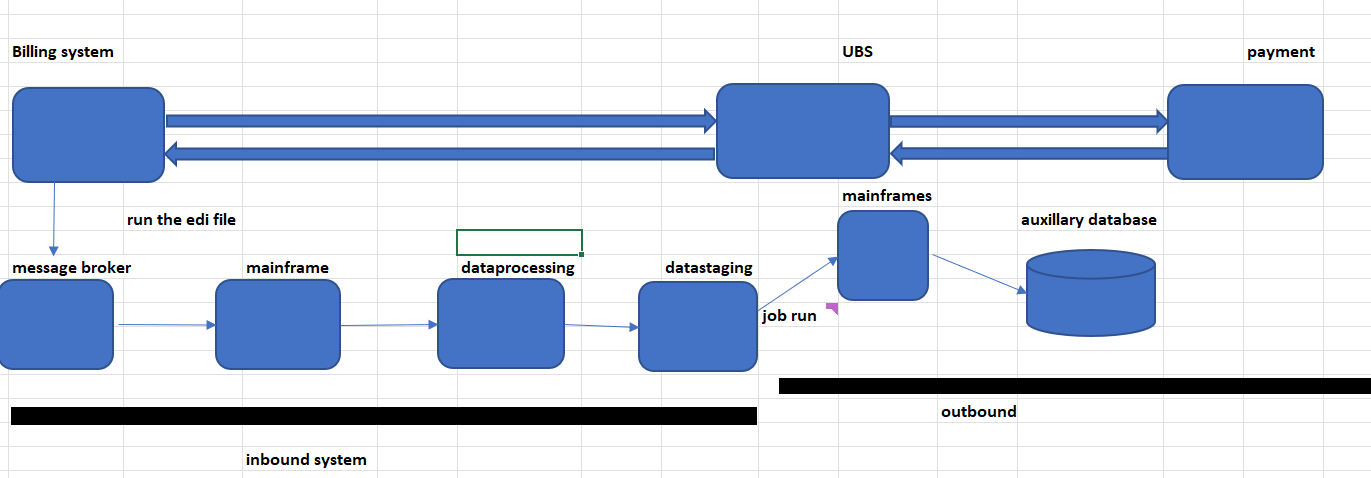 Billing system
UBS
payment
mainframes
run the edi file
auxillary database
message broker
mainframe
dataprocessing
datastaging
job run
outbound
inbound system